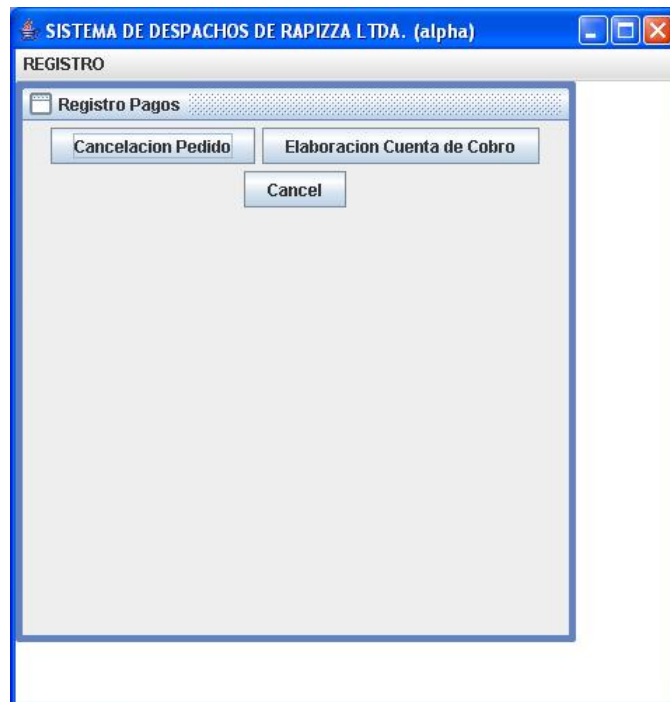 SISTEMA DE DESPACHOS DE RAPIZZA LTDA. (alpha)
REGISTRO
Registro Pagos
Cancelacion Pedido Elaboracion Cuenta de Cobro
Cancel